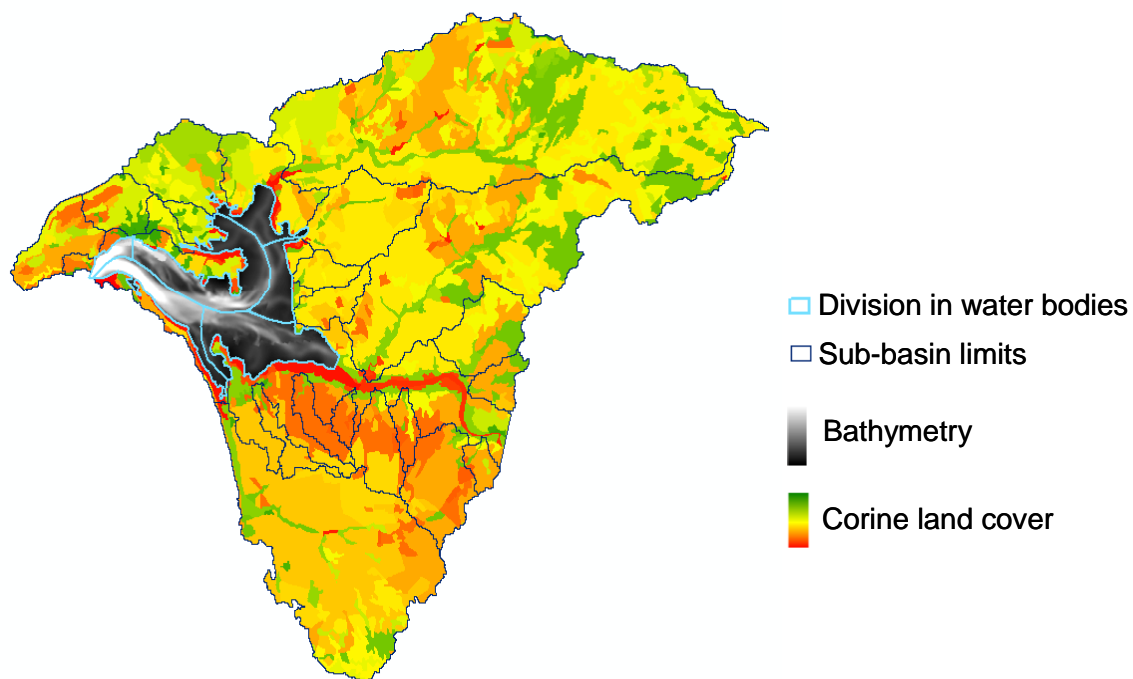 Division in water bodies
Sub-basin limits
Bathymetry
Corine land cover